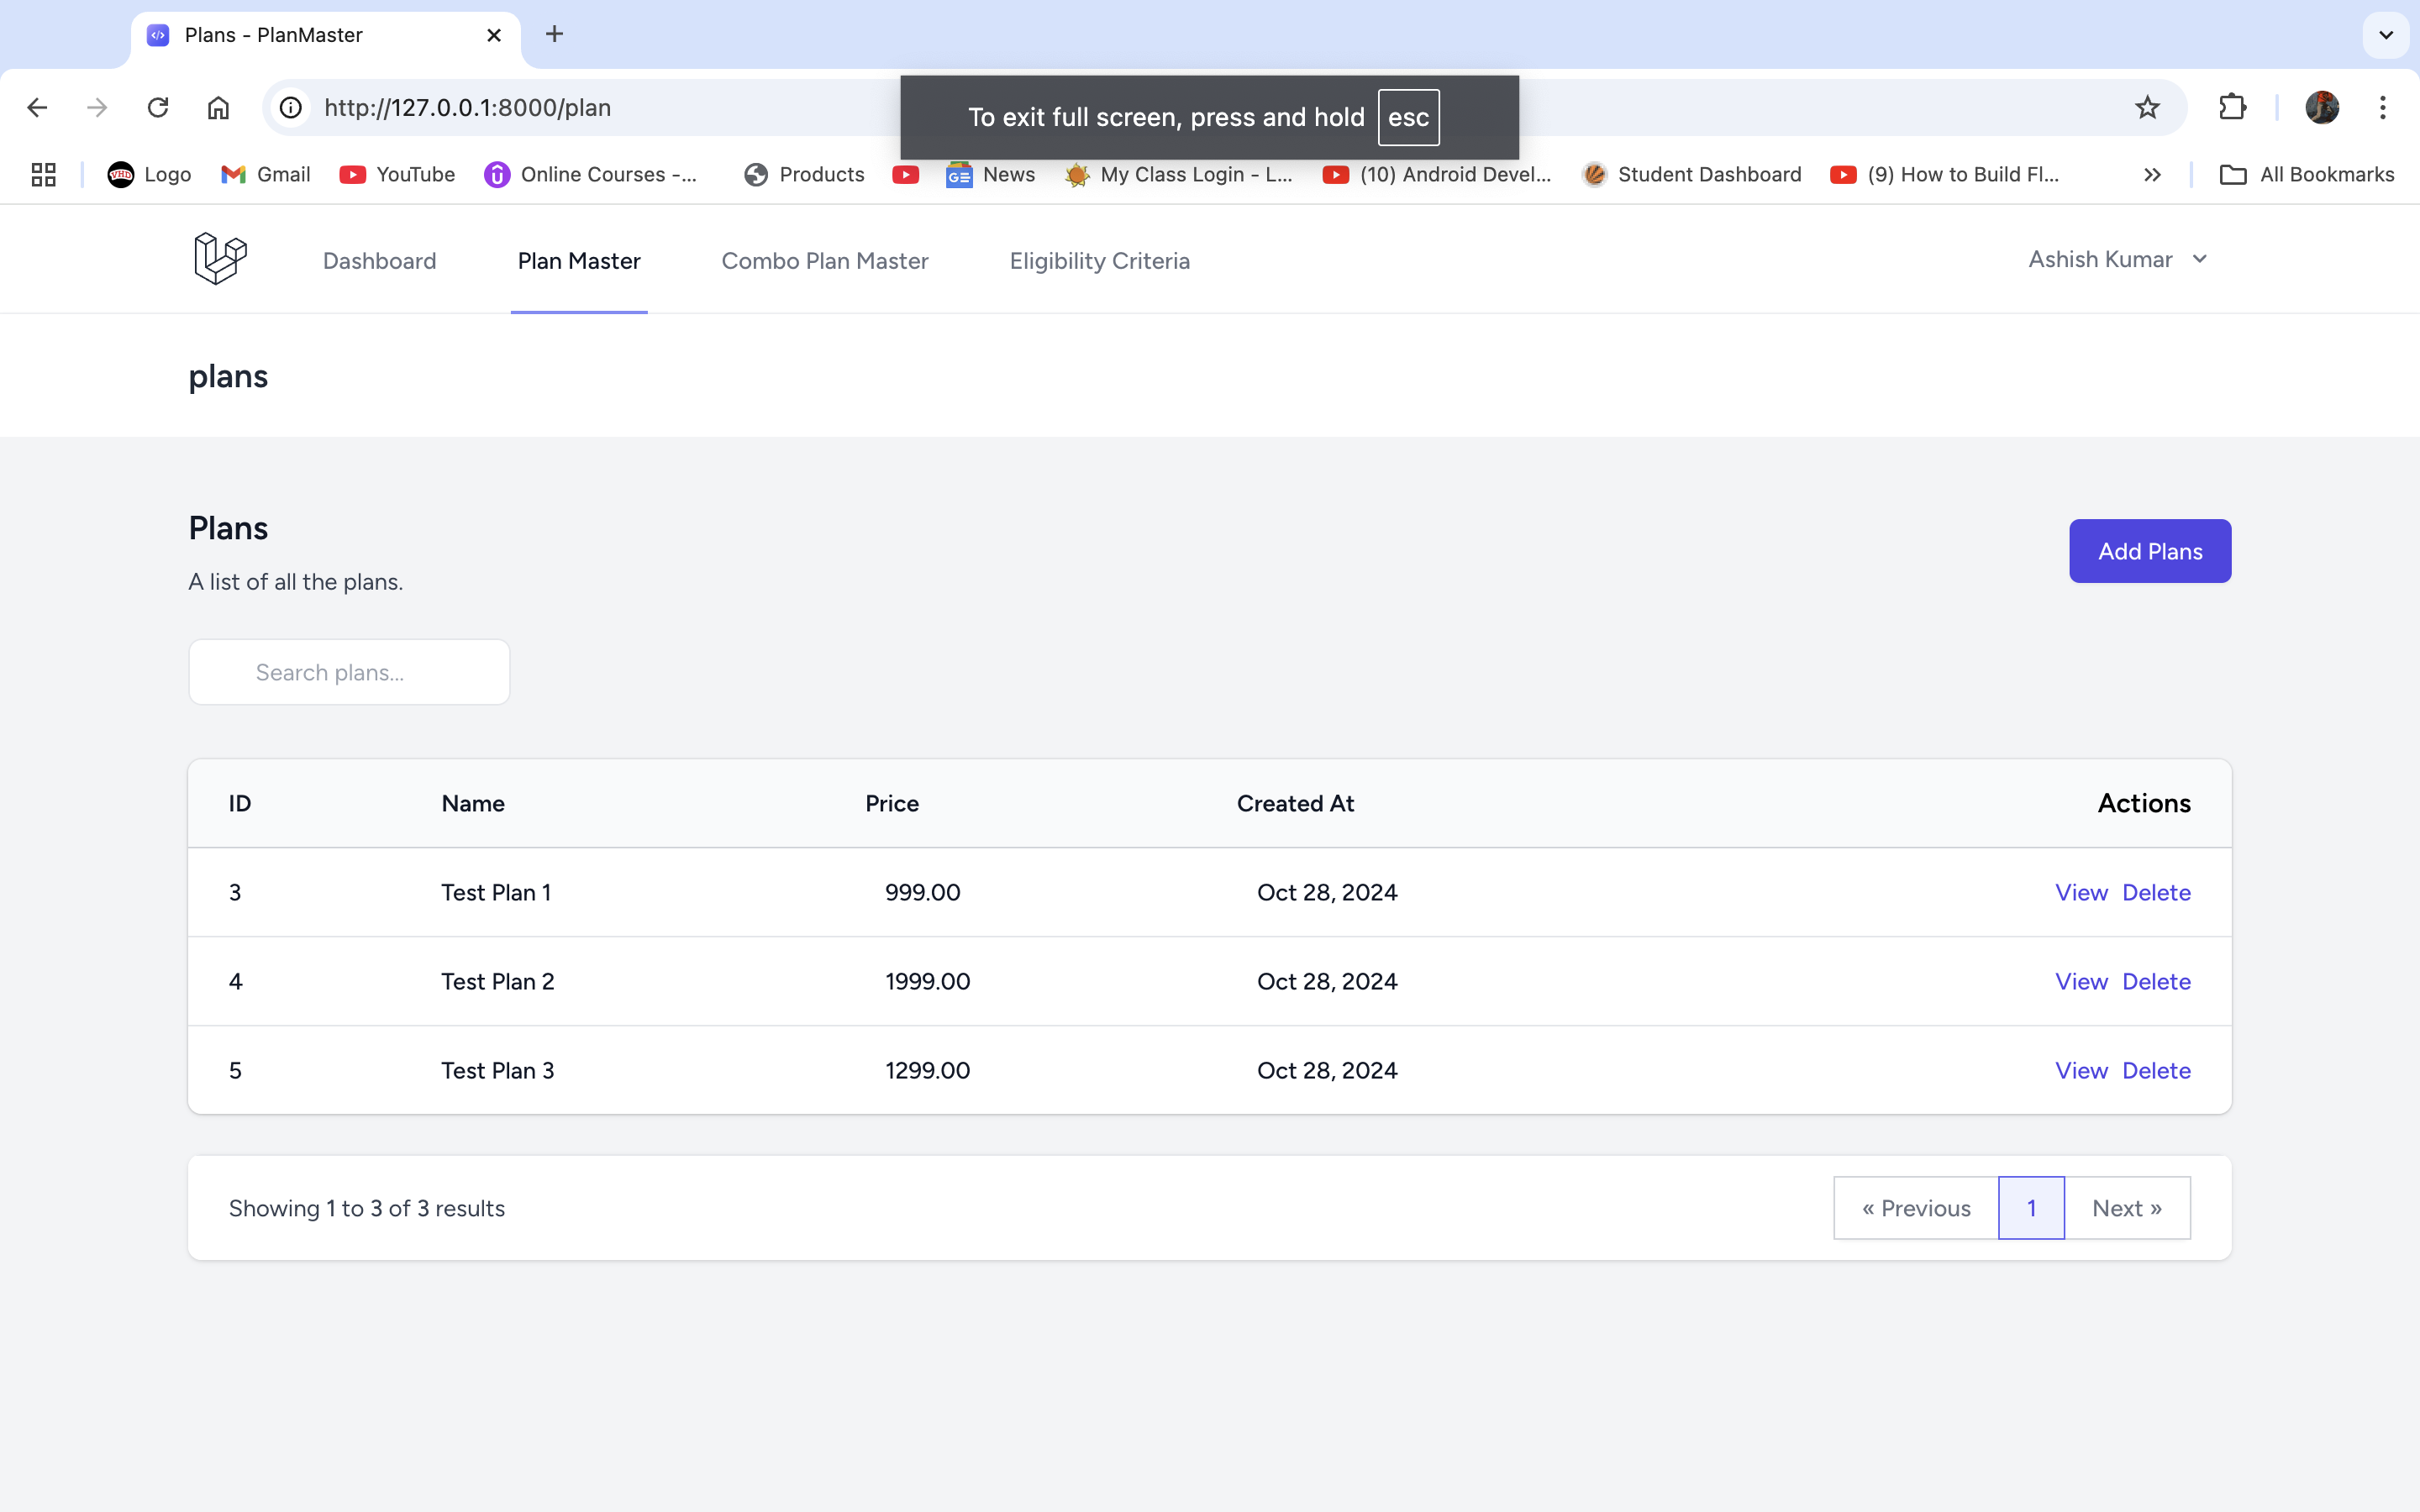 Plans - PlanMaster
http://127.0.0.1:8000/plan
To exit full screen, press and hold esc
Logo Gmail YouTube Online Courses -... Products News My Class Login - L... (10) Android Devel... Student Dashboard (9) How to Build Fl... All Bookmarks
Dashboard Plan Master Combo Plan Master Eligibility Criteria Ashish Kumar
plans
Plans
Add Plans
A list of all the plans.
Search plans...
ID Name Price Created At Actions
3 Test Plan 1 999.00 Oct 28, 2024 View Delete
4 Test Plan 2 1999.00 Oct 28, 2024 View Delete
5 Test Plan 3 1299.00 Oct 28, 2024 View Delete
Showing 1 to 3 of 3 results « Previous 1 Next »